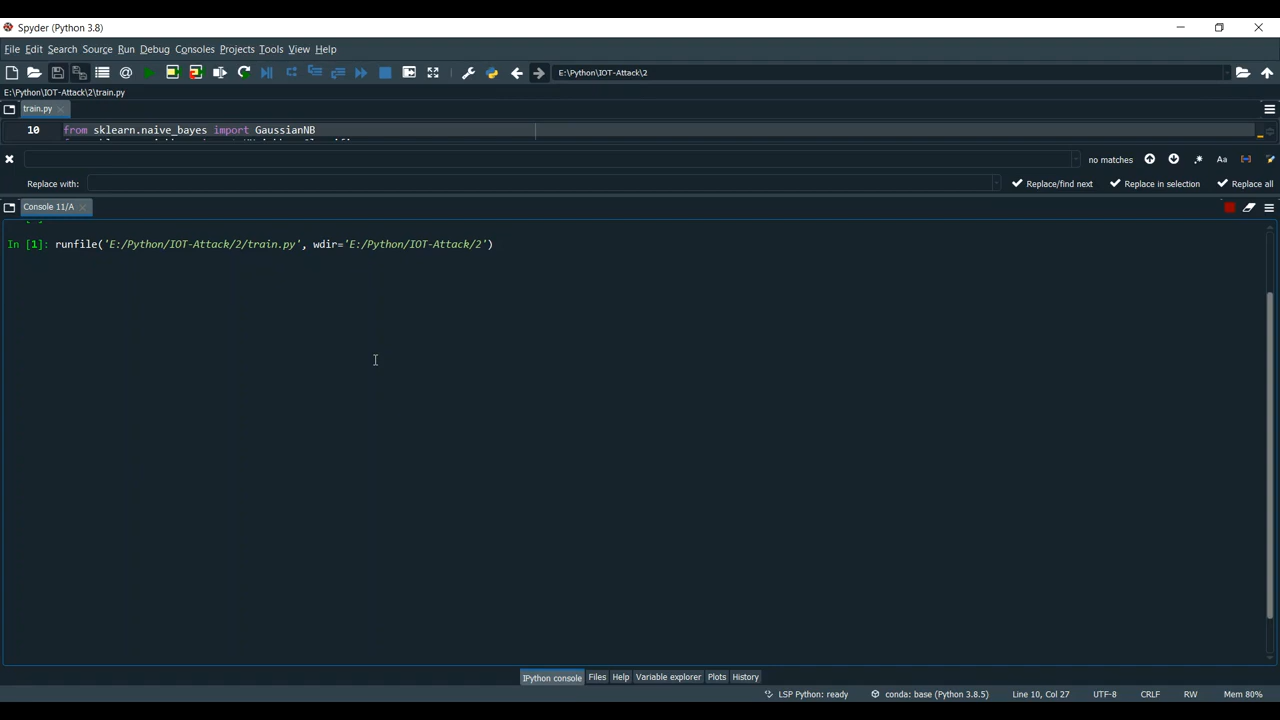 Spyder (Python 3.8)
File Edit Search Source Run Debug Consoles Projects Tools View Help
E:\Python\IOT-Attack\2
E:\Python\IOT-Attack\2\train.py
train.py
10 from sklearn.naive_bayes import GaussianNB
no matches
Aa
Replace with:
Replace/find next Replace in selection Replace all
Console 11/A
In [1]: runfile('E:/Python/IOT-Attack/2/train.py', wdir='E:/Python/IOT-Attack/2')
IPython console Files Help Variable explorer Plots History
LSP Python: ready conda: base (Python 3.8.5) Line 10, Col 27 UTF-8 CRLF RW Mem 80%